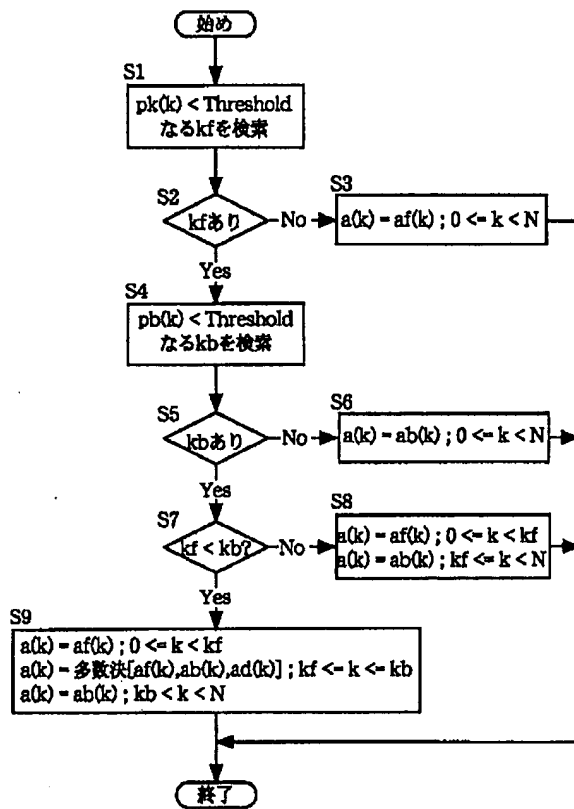 始め
S1
pk(k) < Threshold
なるkfを検索
S2
kfあり
No
S3
a(k) = af(k) ; 0 <= k < N
Yes
S4
pb(k) < Threshold
なるkbを検索
S5
kbあり
No
S6
a(k) = ab(k) ; 0 <= k < N
Yes
S7
kf < kb?
No
S8
a(k) = af(k) ; 0 <= k < kf
a(k) = ab(k) ; kf <= k < N
Yes
S9
a(k) = af(k) ; 0 <= k < kf
a(k) = 多数決[af(k),ab(k),ad(k)] ; kf <= k <= kb
a(k) = ab(k) ; kb < k < N
終了